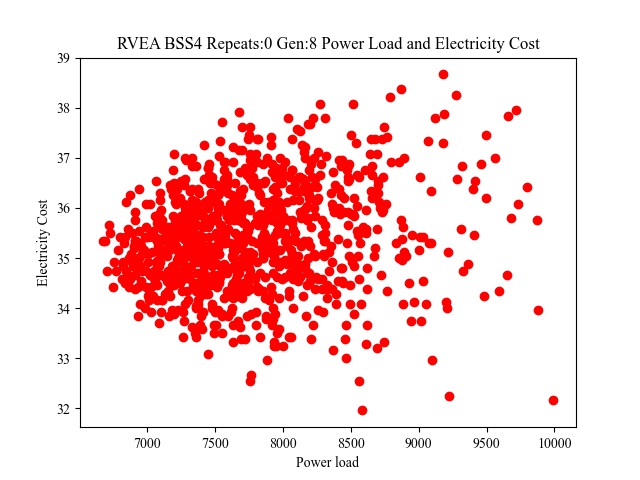 RVEA BSS4 Repeats:0 Gen:8 Power Load and Electricity Cost
39
38
37
36
35
34
33
32
Electricity Cost
7000 7500 8000 8500 9000 9500 10000
Power load